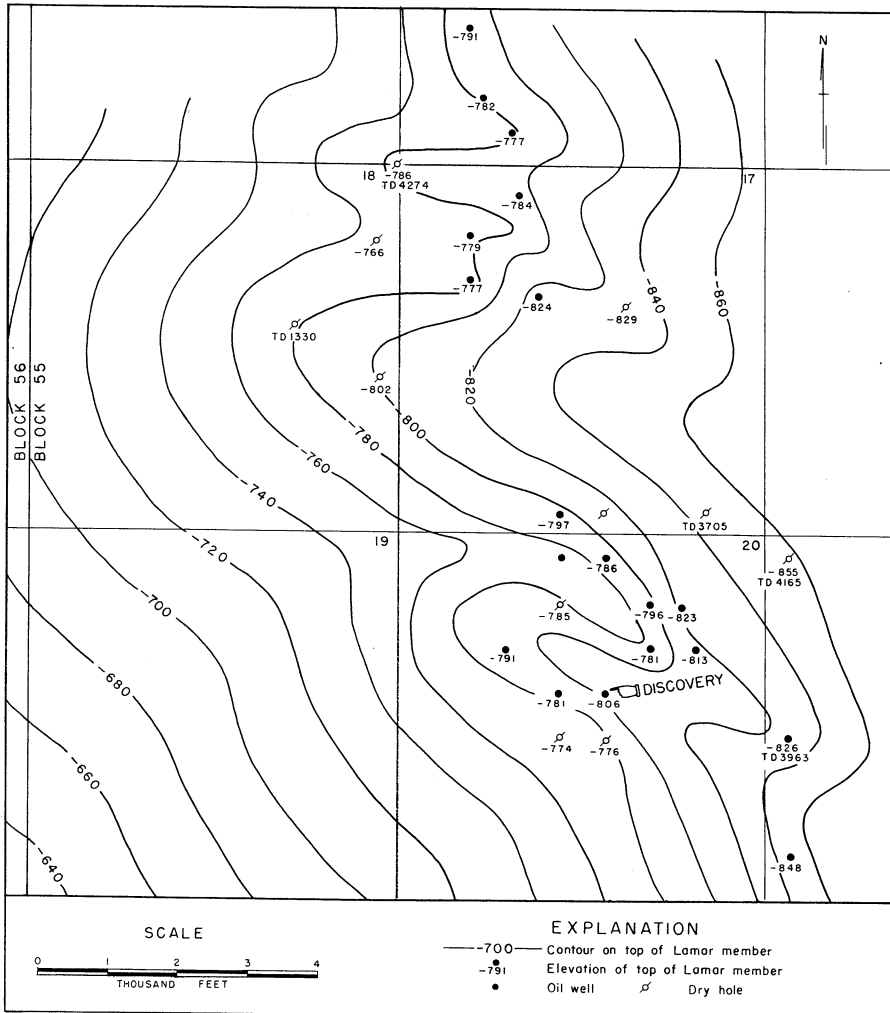 -791
N
-782
-777
18
-786
TD 4274
17
-784
-766
-779
-777
-824
-829
-840
-860
TD 1330
-802
-820
BLOCK 56
BLOCK 55
-800
-780
-760
-740
-797
TD 3705
19
20
-720
-786
-855
TD 4165
-700
-785
-796
-823
-791
-781
-813
-680
DISCOVERY
-781
-806
-774
-776
-826
TD 3963
-660
-640
-848
SCALE
0 1 2 3 4
THOUSAND FEET
EXPLANATION
-700 Contour on top of Lamar member
-791 Elevation of top of Lamar member
Oil well Dry hole